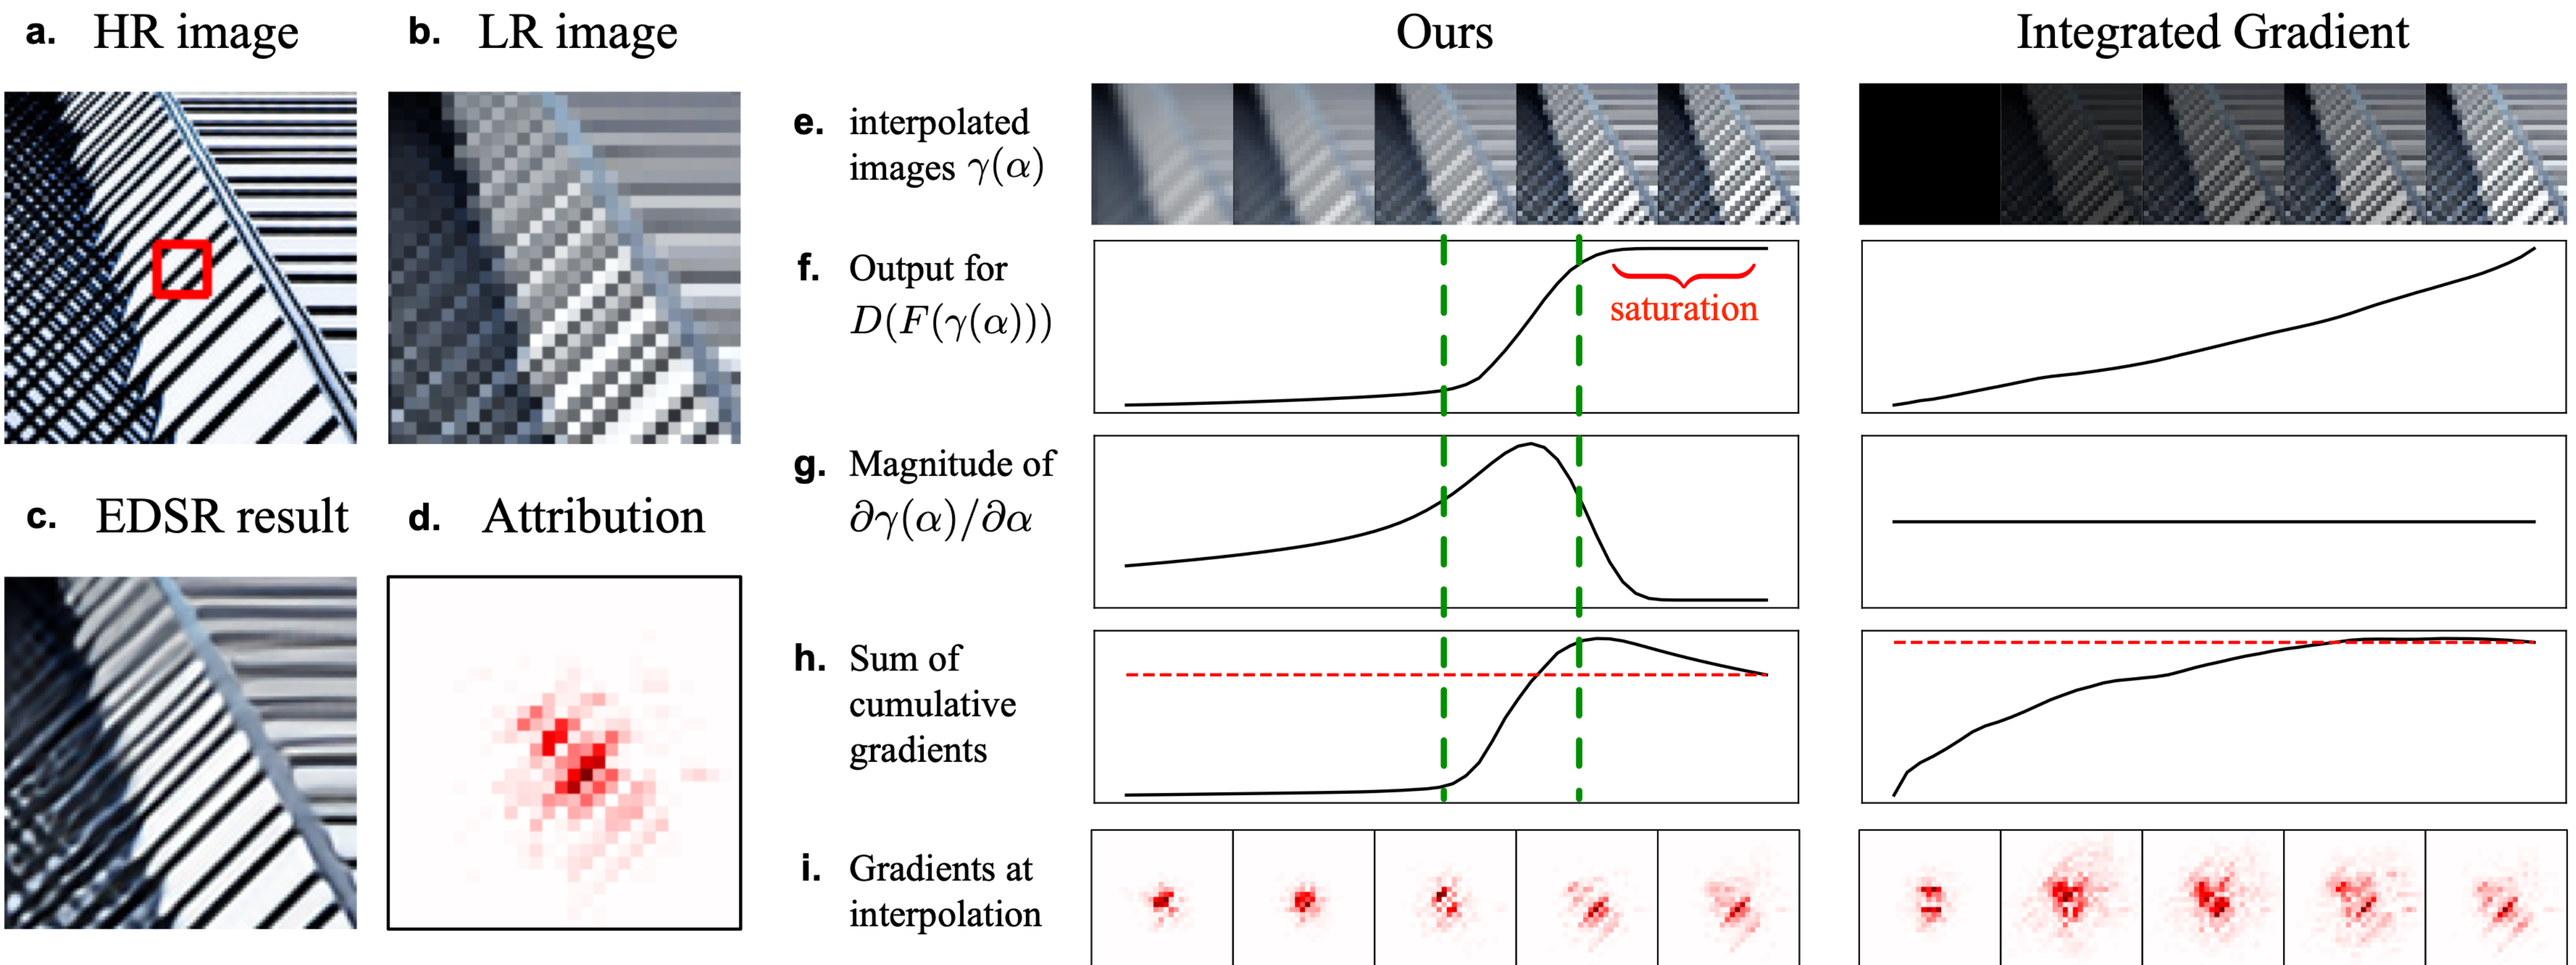 a. HR image
b. LR image
c. EDSR result
d. Attribution
Ours
Integrated Gradient
e. interpolated
images γ(α)
f. Output for
D(F(γ(α)))
saturation
g. Magnitude of
∂γ(α)/∂α
h. Sum of
cumulative
gradients
i. Gradients at
interpolation